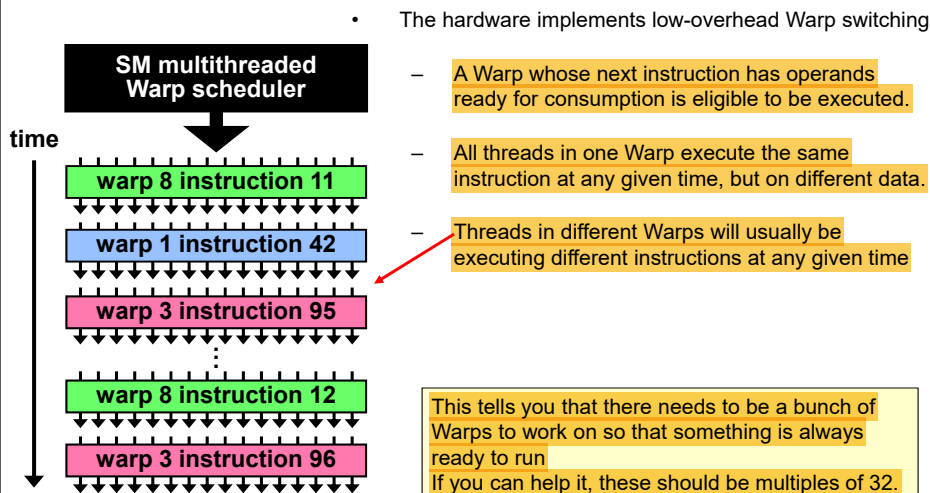 • The hardware implements low-overhead Warp switching
SM multithreaded
Warp scheduler
time
warp 8 instruction 11
warp 1 instruction 42
warp 3 instruction 95
⋮
warp 8 instruction 12
warp 3 instruction 96
– A Warp whose next instruction has operands
ready for consumption is eligible to be executed.
– All threads in one Warp execute the same
instruction at any given time, but on different data.
– Threads in different Warps will usually be
executing different instructions at any given time
This tells you that there needs to be a bunch of
Warps to work on so that something is always
ready to run
If you can help it, these should be multiples of 32.